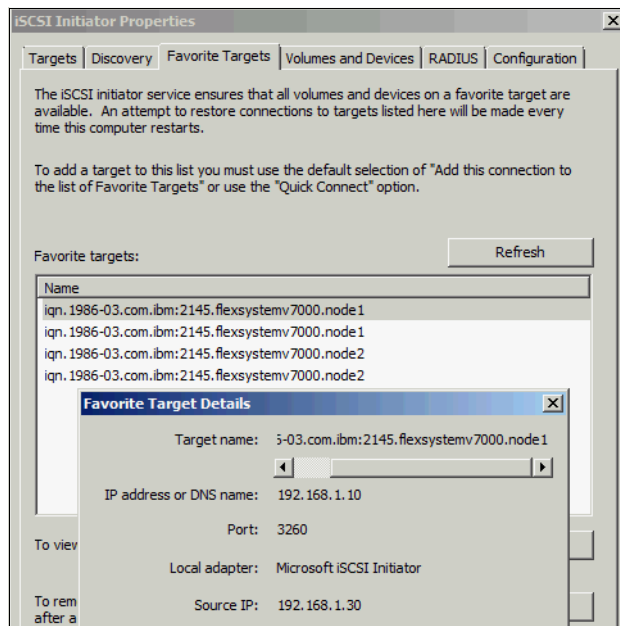 iSCSI Initiator Properties
Targets
Discovery
Favorite Targets
Volumes and Devices
RADIUS
Configuration
The iSCSI initiator service ensures that all volumes and devices on a favorite target are
available. An attempt to restore connections to targets listed here will be made every
time this computer restarts.
To add a target to this list you must use the default selection of "Add this connection to
the list of Favorite Targets" or use the "Quick Connect" option.
Favorite targets:
Refresh
Name
iqn.1986-03.com.ibm:2145.flexsystemv7000.node1
iqn.1986-03.com.ibm:2145.flexsystemv7000.node1
iqn.1986-03.com.ibm:2145.flexsystemv7000.node2
iqn.1986-03.com.ibm:2145.flexsystemv7000.node2
Favorite Target Details
Target name: -03.com.ibm:2145.flexsystemv7000.node1
IP address or DNS name: 192.168.1.10
Port: 3260
Local adapter: Microsoft iSCSI Initiator
Source IP: 192.168.1.30
To view
To rem
after a